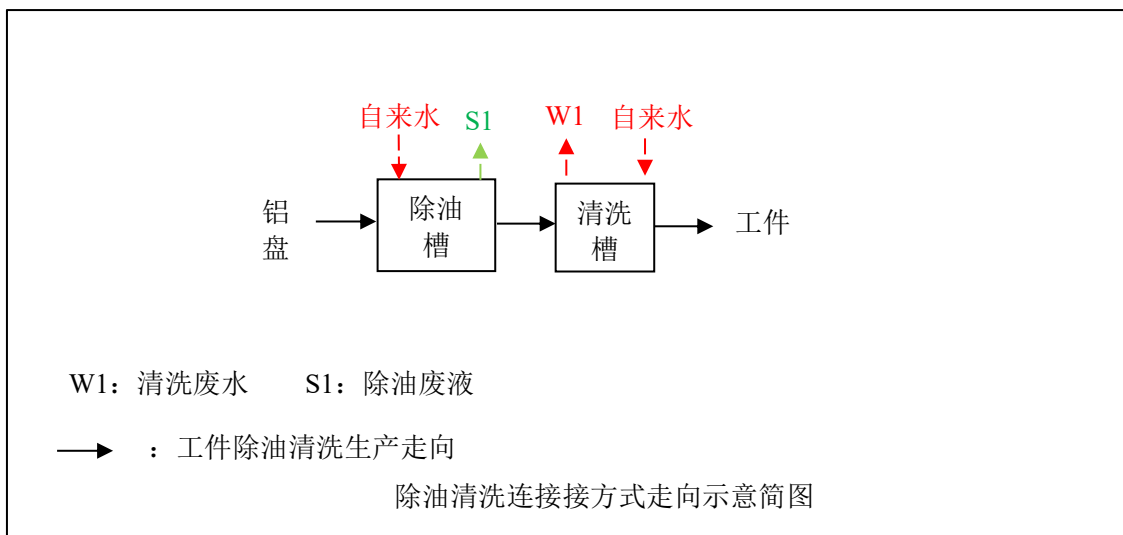 自来水 S1 W1 自来水
铝盘
除油槽
清洗槽
工件
W1：清洗废水 S1：除油废液
：工件除油清洗生产走向
除油清洗连接接方式走向示意简图